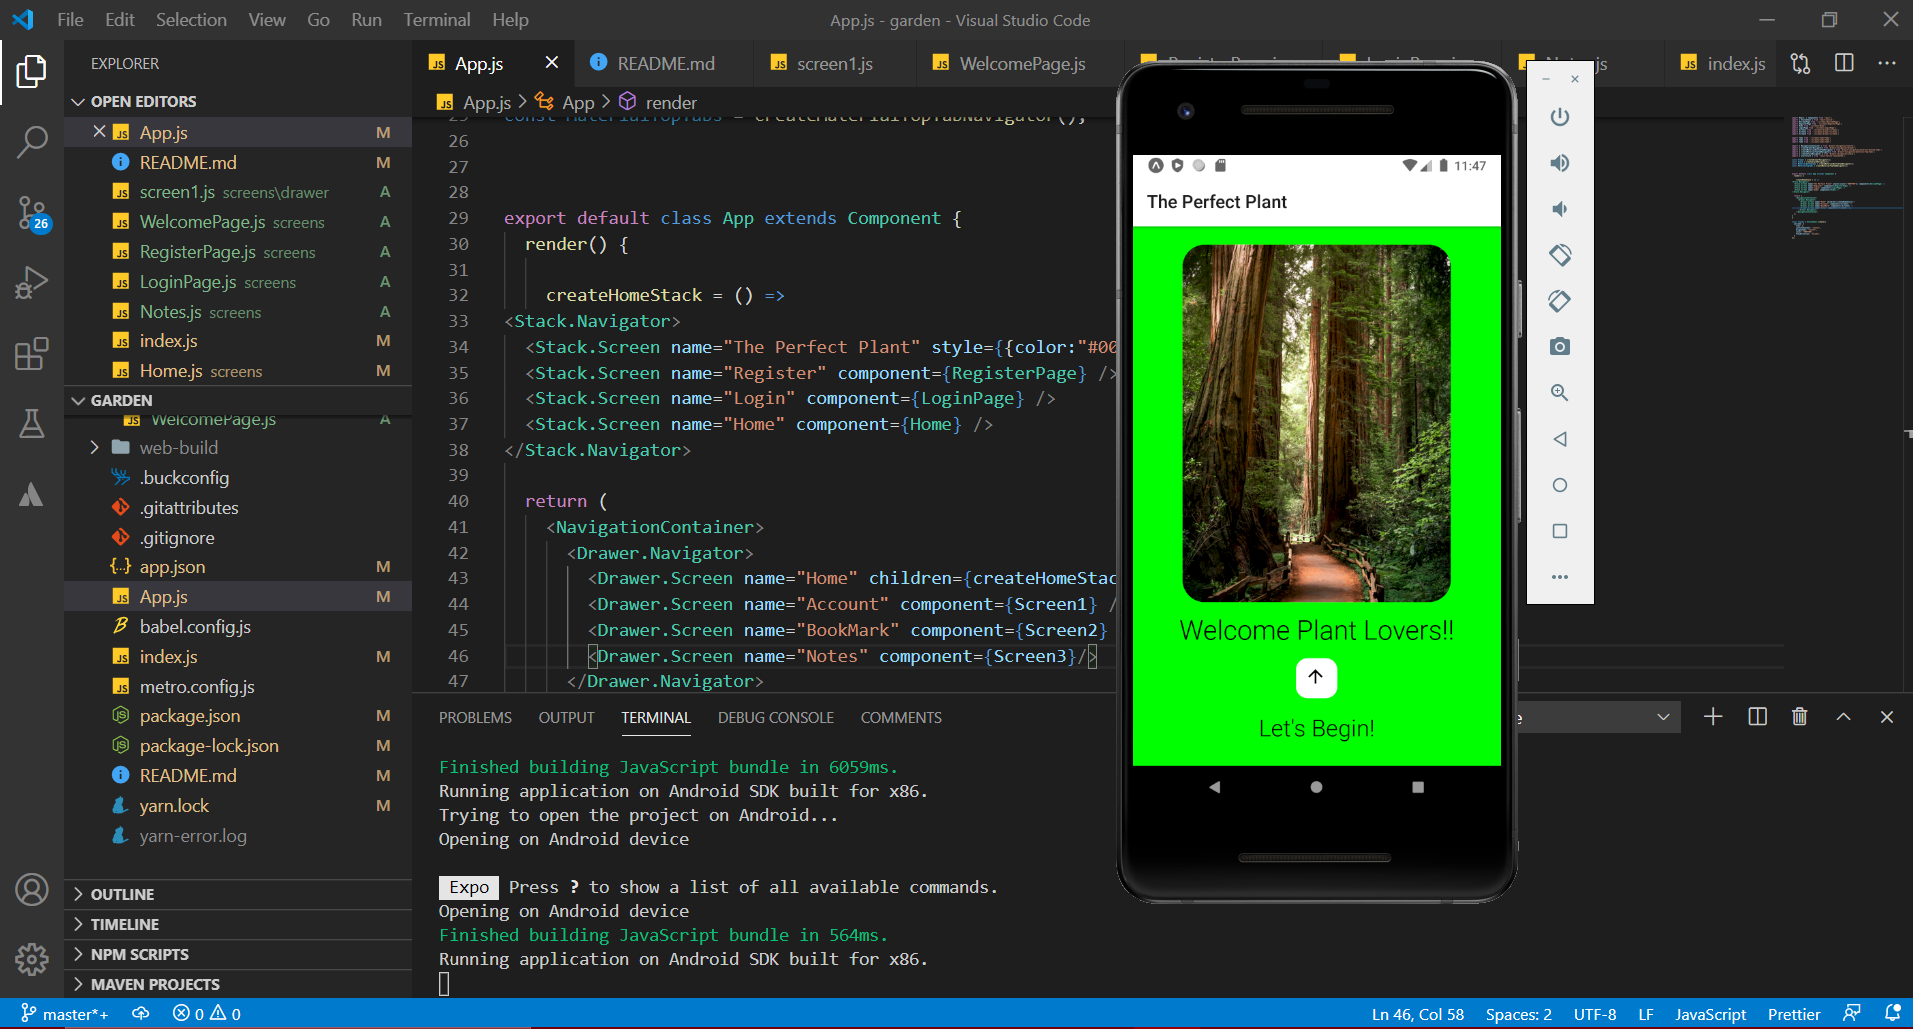 File Edit Selection View Go Run Terminal Help
App.js - garden - Visual Studio Code
EXPLORER
OPEN EDITORS
App.js M
README.md M
screen1.js screens\drawer A
WelcomePage.js screens A
RegisterPage.js screens A
LoginPage.js screens A
Notes.js screens A
index.js M
Home.js screens M
GARDEN
WelcomePage.js A
web-build
.buckconfig
.gitattributes
.gitignore
app.json M
App.js M
babel.config.js
index.js M
metro.config.js
package.json M
package-lock.json M
README.md M
yarn.lock M
yarn-error.log
OUTLINE
TIMELINE
NPM SCRIPTS
MAVEN PROJECTS
26
App.js README.md screen1.js WelcomePage.js index.js
App.js App render
25 const MaterialTopTabs = createMaterialTopTabNavigator();
26
27
28
29 export default class App extends Component {
30 render() {
31
32 createHomeStack = () =>
33 <Stack.Navigator>
34 <Stack.Screen name="The Perfect Plant" style={{color:"#00
35 <Stack.Screen name="Register" component={RegisterPage} />
36 <Stack.Screen name="Login" component={LoginPage} />
37 <Stack.Screen name="Home" component={Home} />
38 </Stack.Navigator>
39
40 return (
41 <NavigationContainer>
42 <Drawer.Navigator>
43 <Drawer.Screen name="Home" children={createHomeStac
44 <Drawer.Screen name="Account" component={Screen1} /
45 <Drawer.Screen name="BookMark" component={Screen2}
46 <Drawer.Screen name="Notes" component={Screen3}/>
47 </Drawer.Navigator>
PROBLEMS OUTPUT TERMINAL DEBUG CONSOLE COMMENTS
Finished building JavaScript bundle in 6059ms.
Running application on Android SDK built for x86.
Trying to open the project on Android...
Opening on Android device
Expo Press ? to show a list of all available commands.
Opening on Android device
Finished building JavaScript bundle in 564ms.
Running application on Android SDK built for x86.
11:47
The Perfect Plant
Welcome Plant Lovers!!
Let's Begin!
master*+ 0 0
Ln 46, Col 58 Spaces: 2 UTF-8 LF JavaScript Prettier